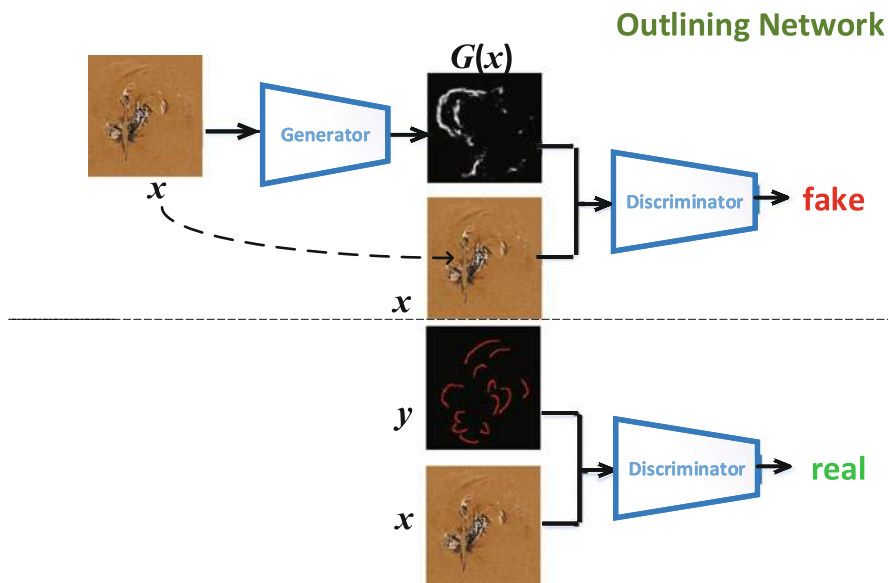 Outlining Network
G(x)
Generator
x
Discriminator
fake
x
y
Discriminator
real
x